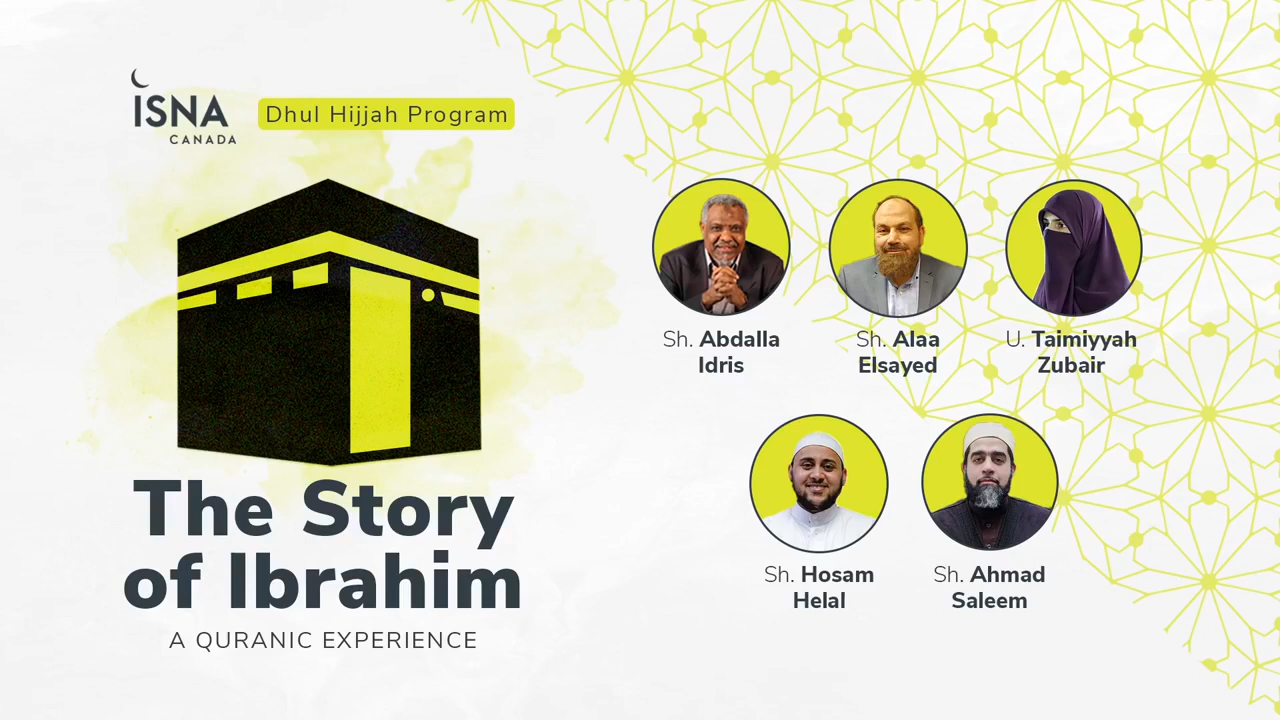 ISNA
CANADA
Dhul Hijjah Program
The Story
of Ibrahim
A QURANIC EXPERIENCE
Sh. Abdalla
Idris
Sh. Alaa
Elsayed
U. Taimiyyah
Zubair
Sh. Hosam
Helal
Sh. Ahmad
Saleem